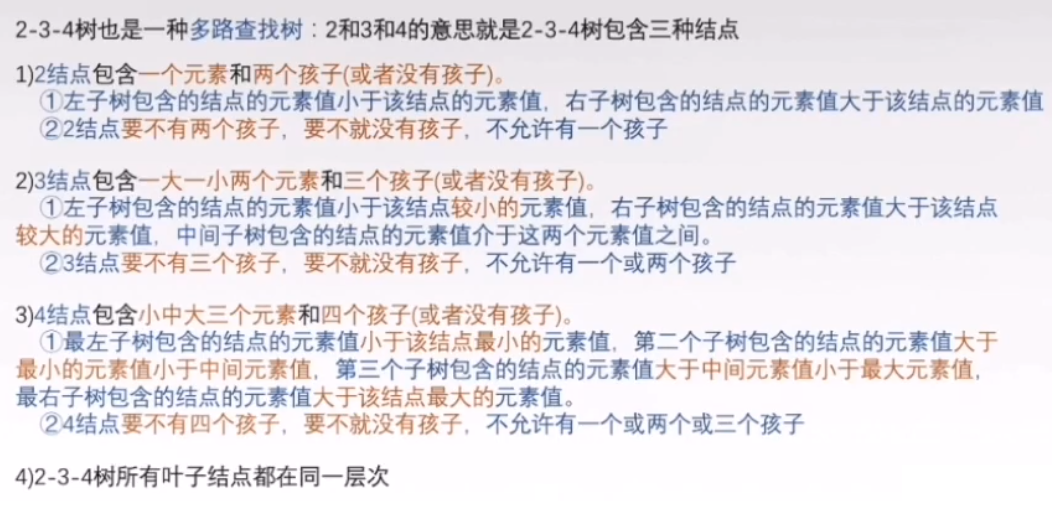 2-3-4树也是一种多路查找树：2和3和4的意思就是2-3-4树包含三种结点
1)2结点包含一个元素和两个孩子(或者没有孩子)。
①左子树包含的结点的元素值小于该结点的元素值，右子树包含的结点的元素值大于该结点的元素值
②2结点要不有两个孩子，要不就没有孩子，不允许有一个孩子
2)3结点包含一大一小两个元素和三个孩子(或者没有孩子)。
①左子树包含的结点的元素值小于该结点较小的元素值，右子树包含的结点的元素值大于该结点
较大的元素值，中间子树包含的结点的元素值介于这两个元素值之间。
②3结点要不有三个孩子，要不就没有孩子，不允许有一个或两个孩子
3)4结点包含小中大三个元素和四个孩子(或者没有孩子)。
①最左子树包含的结点的元素值小于该结点最小的元素值，第二个子树包含的结点的元素值大于
最小的元素值小于中间元素值，第三个子树包含的结点的元素值大于中间元素值小于最大元素值，
最右子树包含的结点的元素值大于该结点最大的元素值。
②4结点要不有四个孩子，要不就没有孩子，不允许有一个或两个或三个孩子
4)2-3-4树所有叶子结点都在同一层次